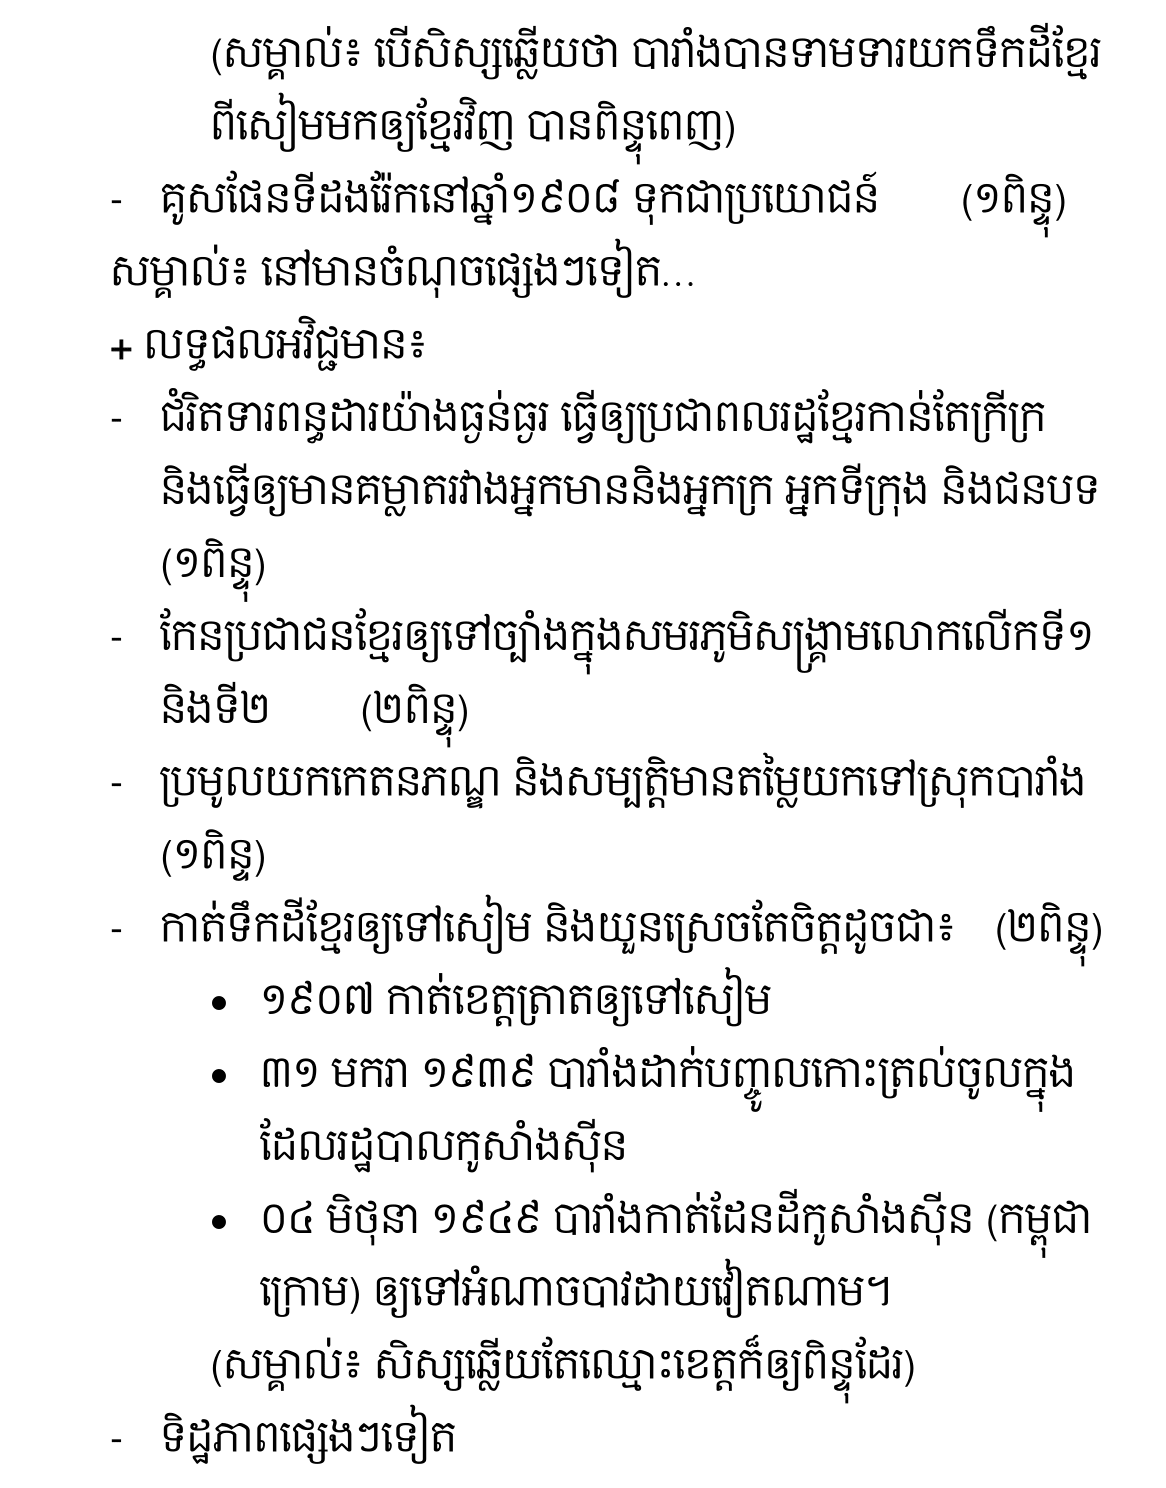 (សម្គាល់៖ បើសិស្សឆ្លើយថា បារាំងបានទាមទារយកទឹកដីខ្មែរ
ពីសៀមមកឲ្យខ្មែរវិញ បានពិន្ទុពេញ)
- គូសផែនទីដងរ៉ែកនៅឆ្នាំ១៩០៨ ទុកជាប្រយោជន៍ (១ពិន្ទុ)
សម្គាល់៖ នៅមានចំណុចផ្សេងៗទៀត...
+ លទ្ធផលអវិជ្ជមាន៖
- ជំរិតទារពន្ធដារយ៉ាងធ្ងន់ធ្ងរ ធ្វើឲ្យប្រជាពលរដ្ឋខ្មែរកាន់តែក្រីក្រ
និងធ្វើឲ្យមានគម្លាតរវាងអ្នកមាននិងអ្នកក្រ អ្នកទីក្រុង និងជនបទ
(១ពិន្ទុ)
- កែនប្រជាជនខ្មែរឲ្យទៅច្បាំងក្នុងសមរភូមិសង្គ្រាមលោកលើកទី១
និងទី២ (២ពិន្ទុ)
- ប្រមូលយកកេតនភណ្ឌ និងសម្បត្តិមានតម្លៃយកទៅស្រុកបារាំង
(១ពិន្ទ)
- កាត់ទឹកដីខ្មែរឲ្យទៅសៀម និងយួនស្រេចតែចិត្តដូចជា៖ (២ពិន្ទុ)
• ១៩០៧ កាត់ខេត្តត្រាតឲ្យទៅសៀម
• ៣១ មករា ១៩៣៩ បារាំងដាក់បញ្ចូលកោះត្រល់ចូលក្នុង
ដែលរដ្ឋបាលកូសាំងស៊ីន
• ០៤ មិថុនា ១៩៤៩ បារាំងកាត់ដែនដីកូសាំងស៊ីន (កម្ពុជា
ក្រោម) ឲ្យទៅអំណាចបាវដាយវៀតណាម។
(សម្គាល់៖ សិស្សឆ្លើយតែឈ្មោះខេត្តក៏ឲ្យពិន្ទុដែរ)
- ទិដ្ឋភាពផ្សេងៗទៀត